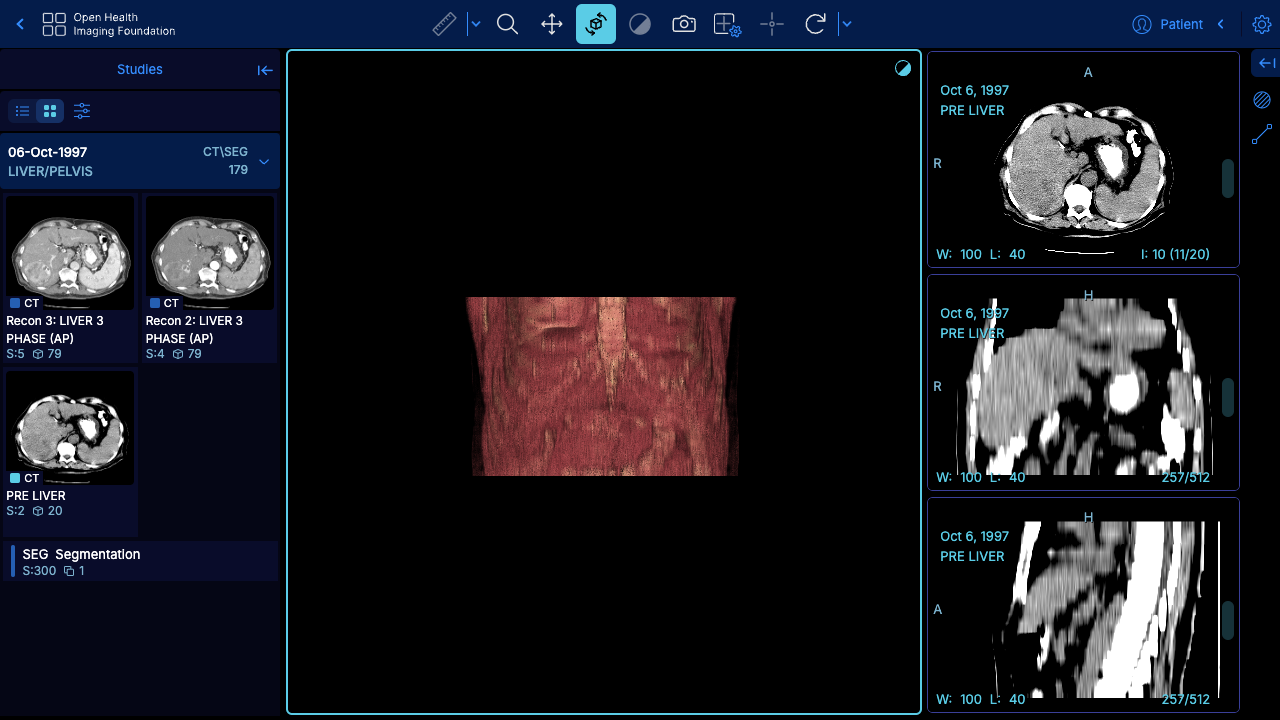 Open Health
Imaging Foundation
Patient
Studies
06-Oct-1997
CT\SEG
LIVER/PELVIS
179
CT
CT
Recon 3: LIVER 3
PHASE (AP)
S:5 79
Recon 2: LIVER 3
PHASE (AP)
S:4 79
CT
PRE LIVER
S:2 20
SEG Segmentation
S:300 1
A
Oct 6, 1997
PRE LIVER
R
W: 100 L: 40
I: 10 (11/20)
H
Oct 6, 1997
PRE LIVER
R
W: 100 L: 40
257/512
H
Oct 6, 1997
PRE LIVER
A
W: 100 L: 40
257/512